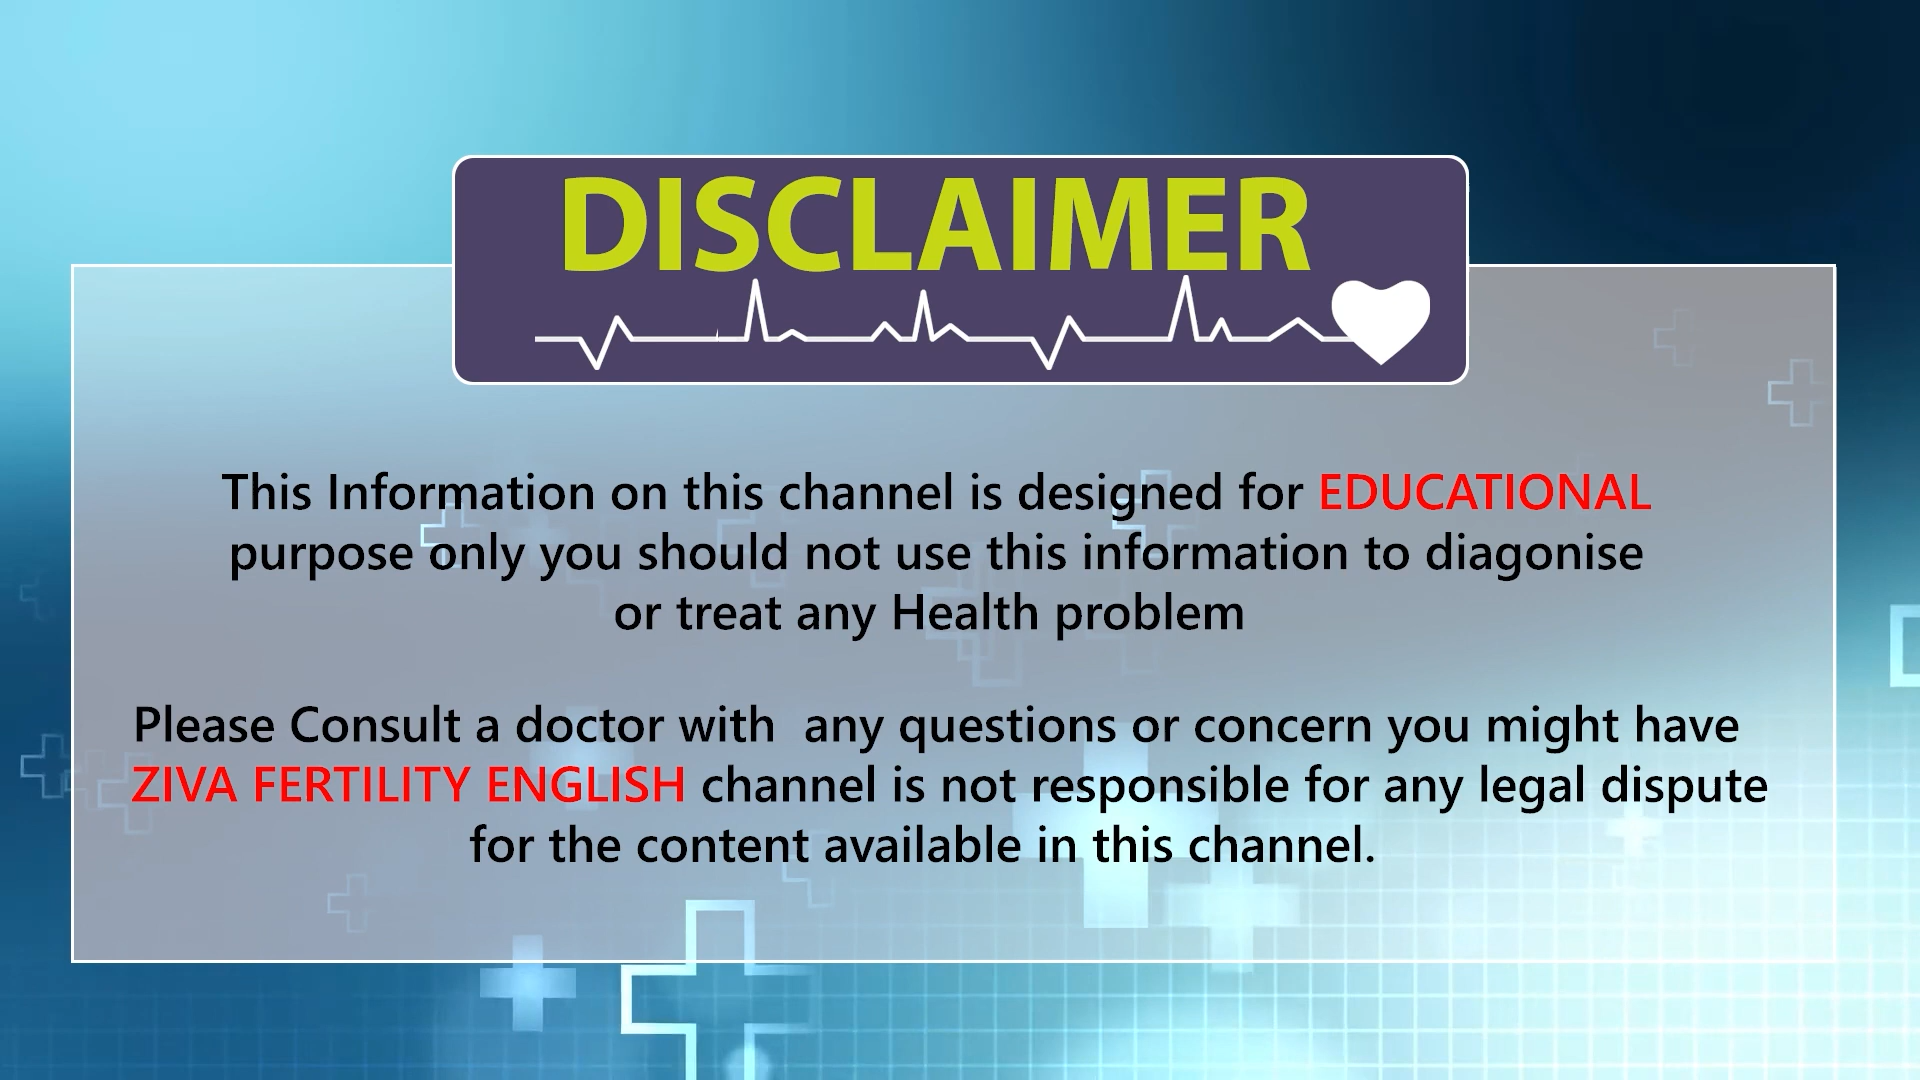 DISCLAIMER
This Information on this channel is designed for EDUCATIONAL
purpose only you should not use this information to diagonise
or treat any Health problem
Please Consult a doctor with  any questions or concern you might have
ZIVA FERTILITY ENGLISH channel is not responsible for any legal dispute
for the content available in this channel.